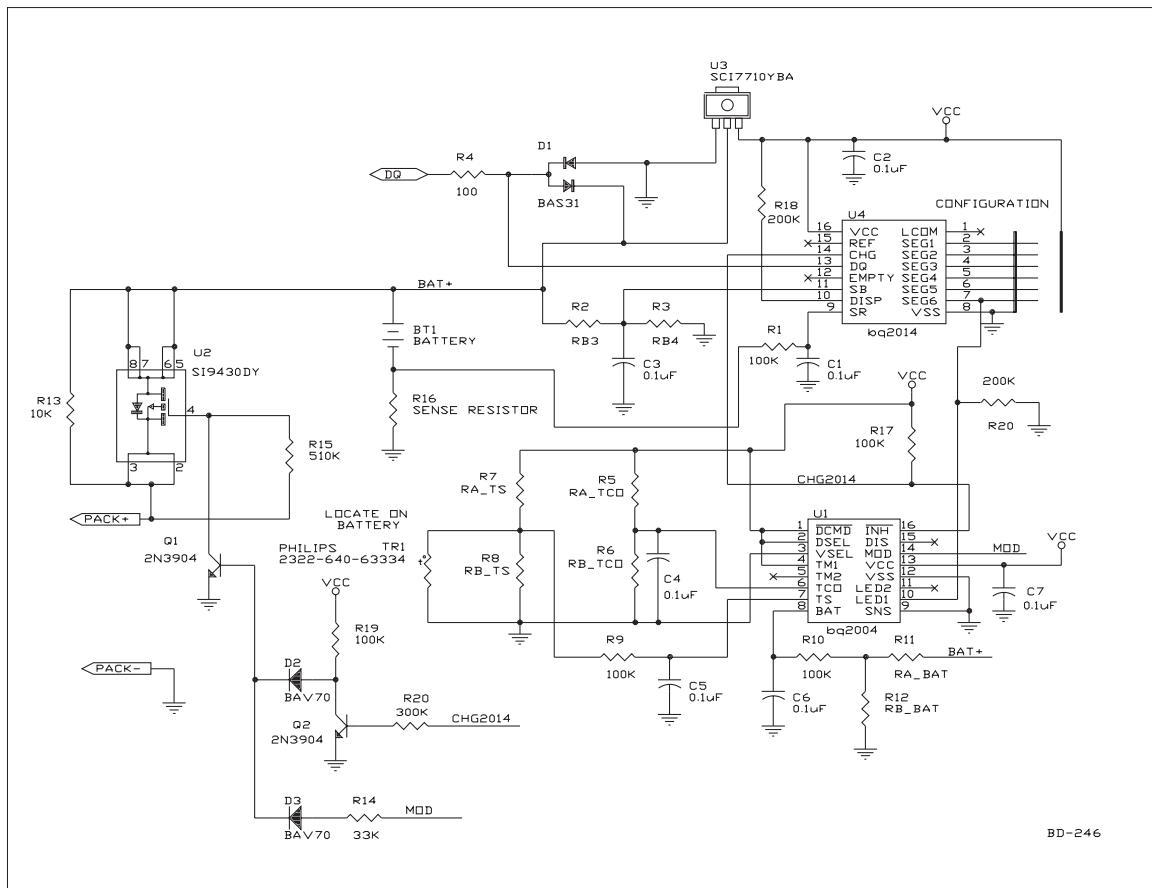 U3
SCI7710YBA
VCC
D1
C2
0.1uF
R4
DQ
100
BAS31
R18
200K
CONFIGURATION
U4
16 VCC LCOM 1
15 REF SEG1 2
14 CHG SEG2 3
13 DQ SEG3 4
12 EMPTY SEG4 5
11 SB SEG5 6
10 DISP SEG6 7
9 SR VSS 8
bq2014
BAT+
R2
RB3
R3
RB4
BT1
BATTERY
C3
0.1uF
R1
100K
C1
0.1uF
U2
SI9430DY
8 7 6 5
4
3 2
R13
10K
R16
SENSE RESISTOR
VCC
200K
R20
R17
100K
R15
510K
R7
RA_TS
R5
RA_TCO
CHG2014
PACK+
LOCATE ON
BATTERY
Q1
2N3904
PHILIPS
2322-640-63334
TR1
t°
R8
RB_TS
R6
RB_TCO
C4
0.1uF
U1
1 DCMD INH 16
2 DSEL DIS 15
3 VSEL MOD 14
4 TM1 VCC 13
5 TM2 VSS 12
6 TCO LED2 11
7 TS LED1 10
8 BAT SNS 9
bq2004
MOD
VCC
C7
0.1uF
VCC
R19
100K
R9
100K
C5
0.1uF
R10
100K
R11
RA_BAT
BAT+
C6
0.1uF
R12
RB_BAT
PACK-
D2
BAV70
Q2
2N3904
R20
300K
CHG2014
D3
BAV70
R14
33K
MOD
BD-246